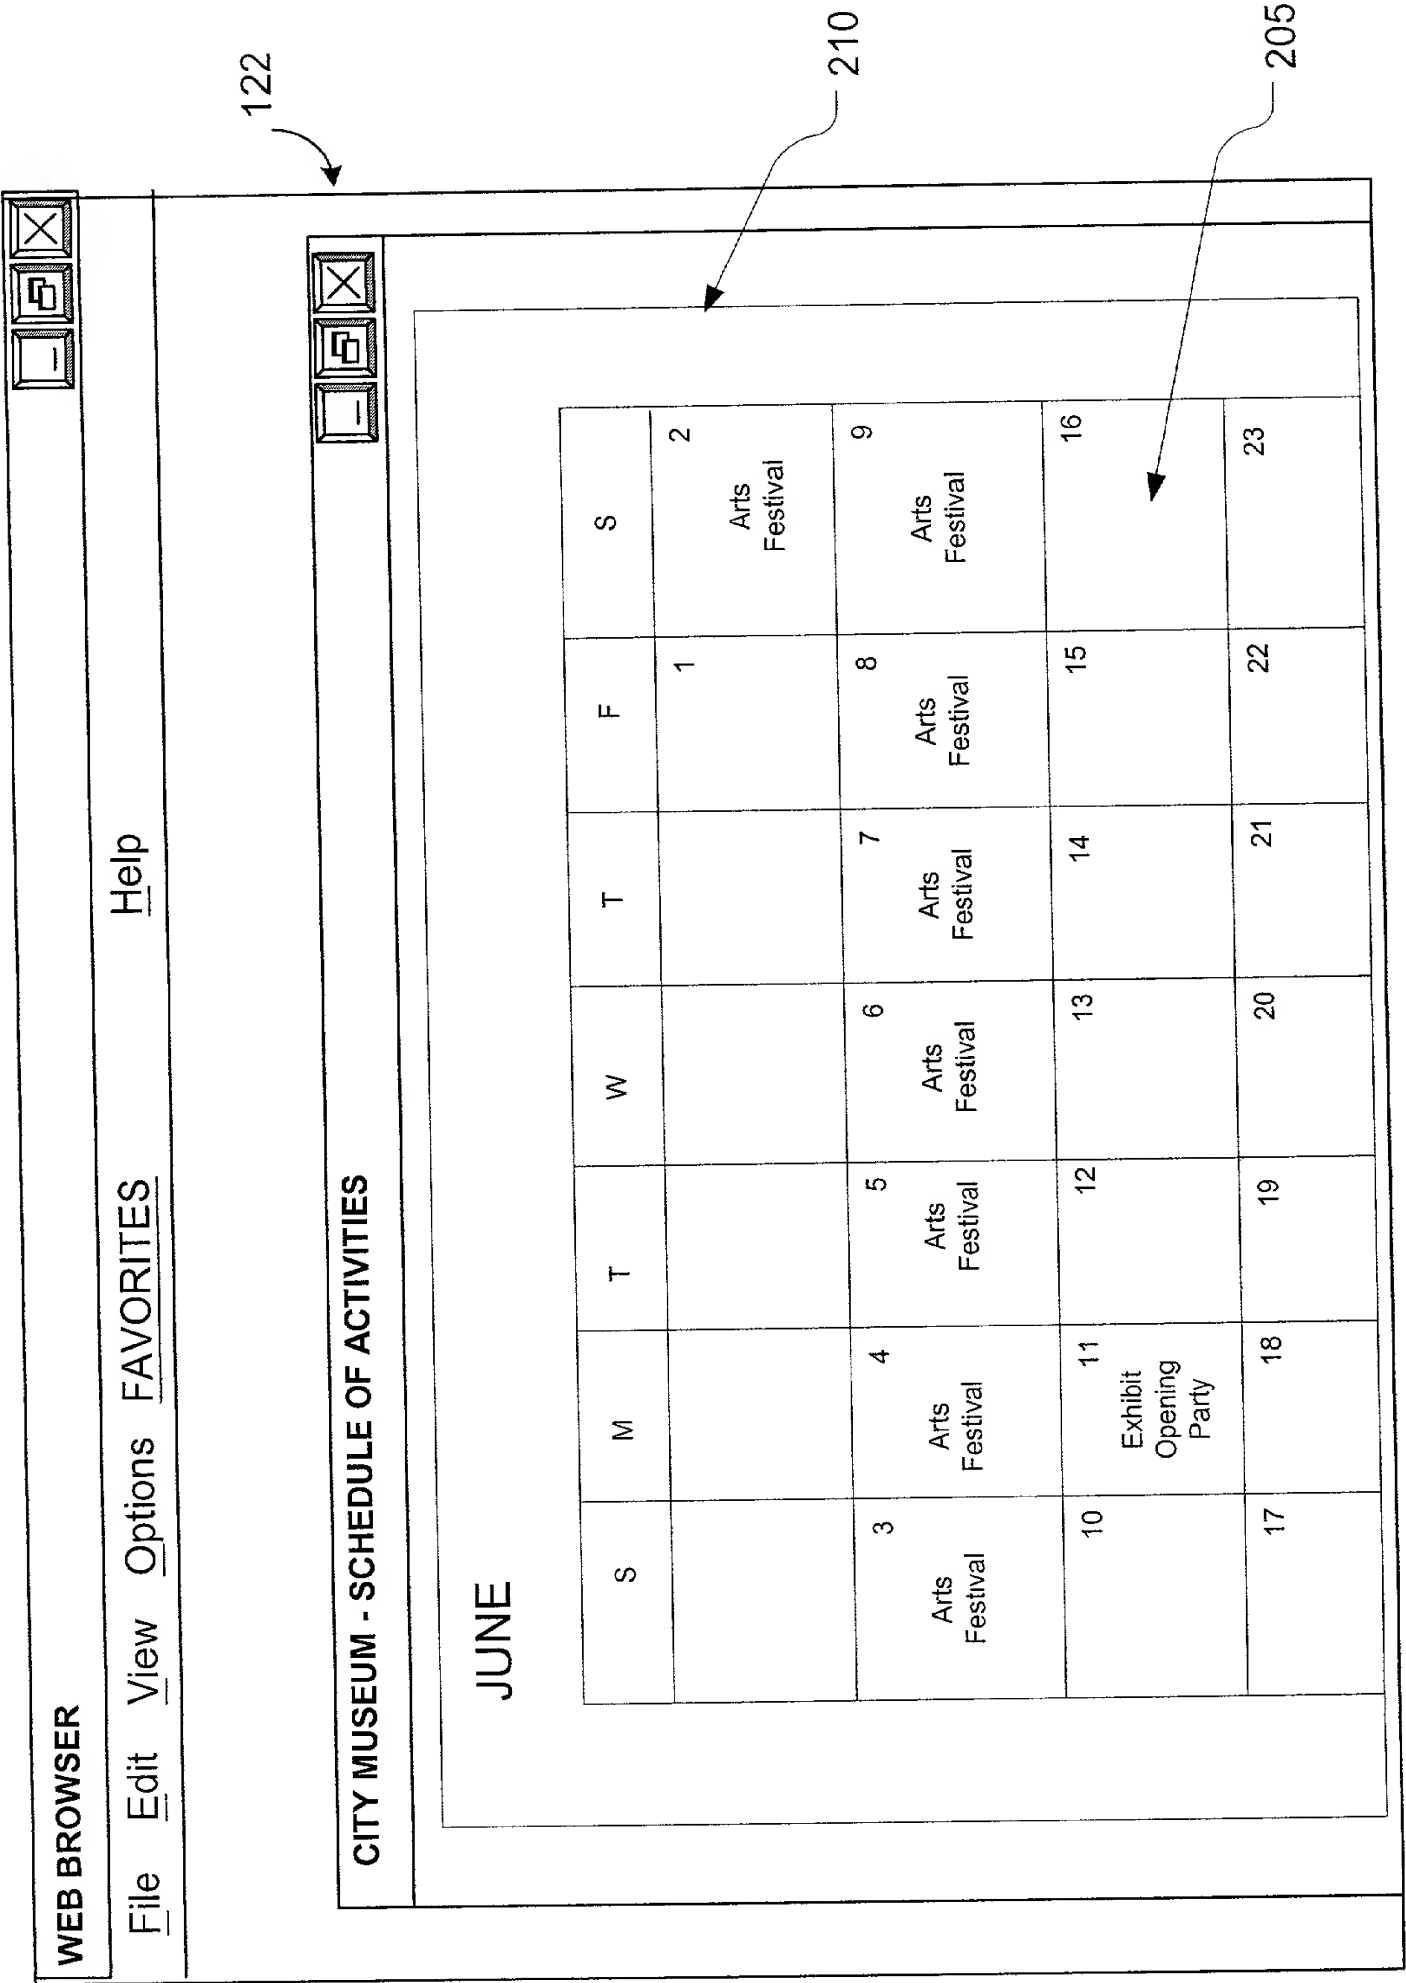 WEB BROWSER
File Edit View Options FAVORITES Help
122
CITY MUSEUM - SCHEDULE OF ACTIVITIES
210
JUNE
S M T W T F S
1 2
Arts
Festival
3 4 5 6 7 8 9
Arts Arts Arts Arts Arts Arts Arts
Festival Festival Festival Festival Festival Festival Festival
10 11 12 13 14 15 16
Exhibit
Opening
Party
205
17 18 19 20 21 22 23